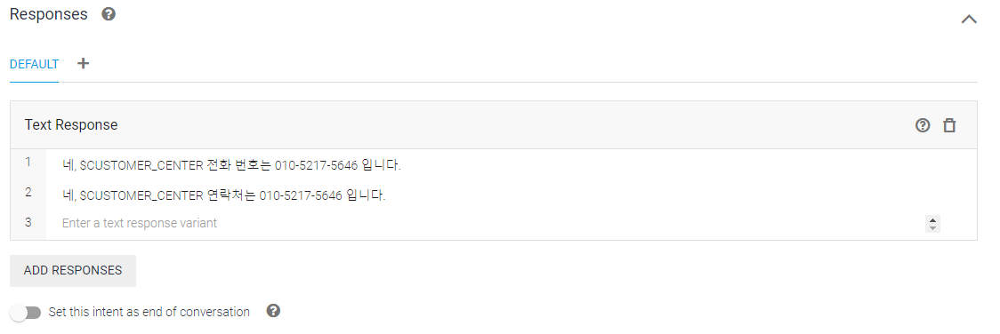 Responses
DEFAULT
Text Response
1 네, $CUSTOMER_CENTER 전화 번호는 010-5217-5646 입니다.
2 네, $CUSTOMER_CENTER 연락처는 010-5217-5646 입니다.
3 Enter a text response variant
ADD RESPONSES
Set this intent as end of conversation